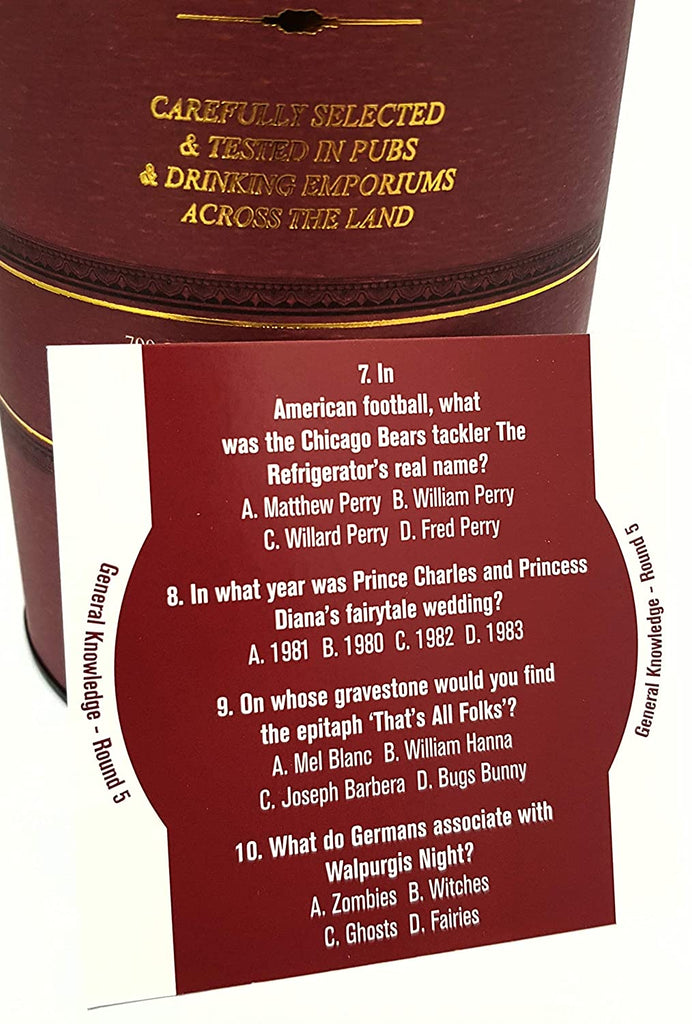 CAREFULLY SELECTED
& TESTED IN PUBS
& DRINKING EMPORIUMS
ACROSS THE LAND
7. In
American football, what
was the Chicago Bears tackler The
Refrigerator's real name?
A. Matthew Perry B. William Perry
C. Willard Perry D. Fred Perry
8. In what year was Prince Charles and Princess
Diana's fairytale wedding?
A. 1981 B. 1980 C. 1982 D. 1983
9. On whose gravestone would you find
the epitaph 'That's All Folks'?
A. Mel Blanc B. William Hanna
C. Joseph Barbera D. Bugs Bunny
10. What do Germans associate with
Walpurgis Night?
A. Zombies B. Witches
C. Ghosts D. Fairies
General Knowledge - Round 5
General Knowledge - Round 5